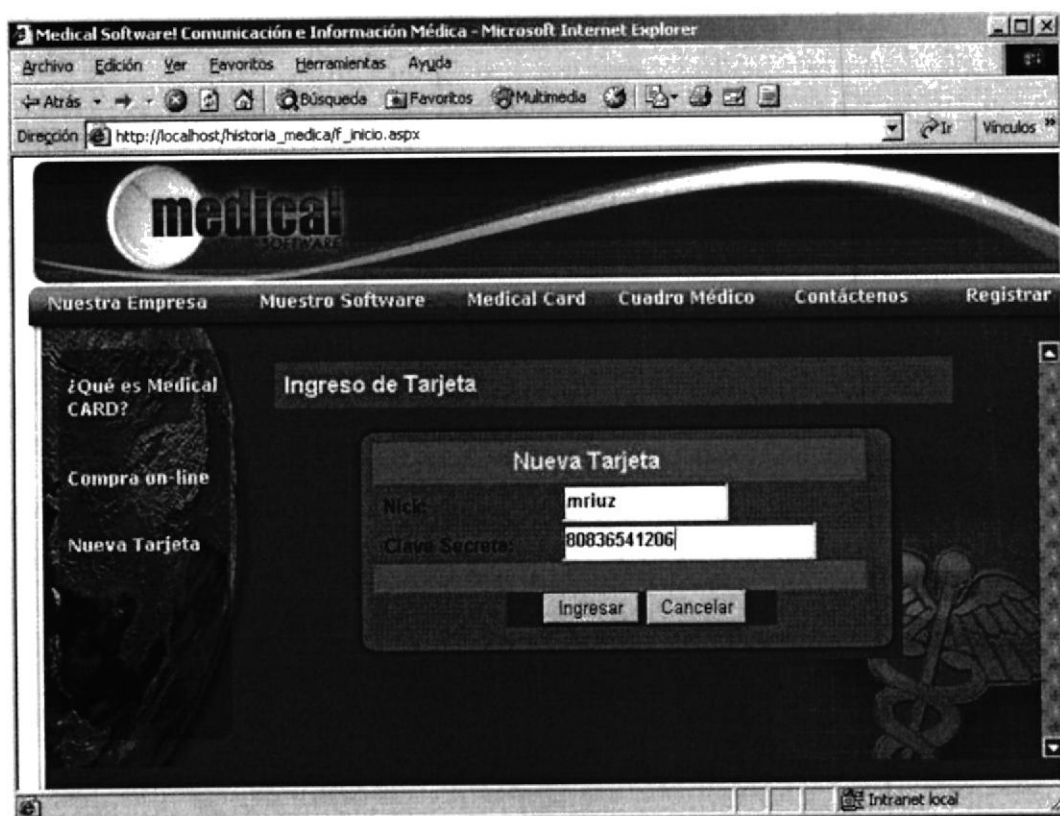 Medical Software! Comunicación e Información Médica - Microsoft Internet Explorer
Archivo Edición Ver Favoritos Herramientas Ayuda
Atrás Búsqueda Favoritos Multimedia
Dirección http://localhost/historia_medica/f_inicio.aspx Ir Vínculos »
medical
SOFTWARE
Nuestra Empresa Muestro Software Medical Card Cuadro Médico Contáctenos Registrar
¿Qué es Medical
CARD?
Compra on-line
Nueva Tarjeta
Ingreso de Tarjeta
Nueva Tarjeta
Nick: mriuz
Clave Secreta: 80836541206
Ingresar Cancelar
Intranet local